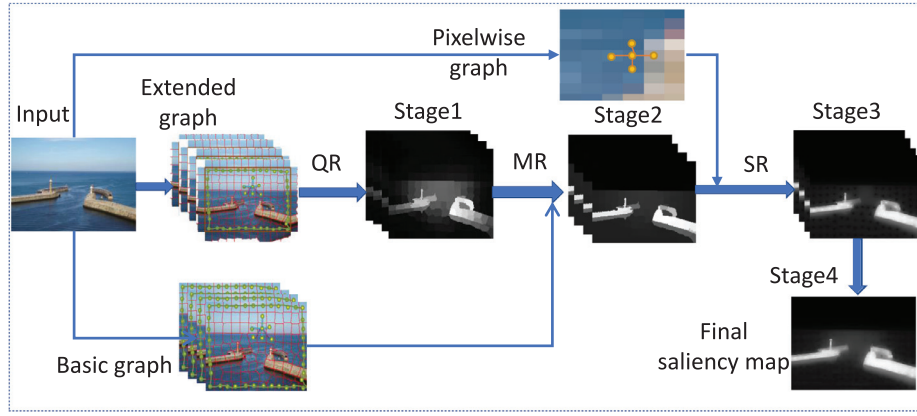 Pixelwise
graph
Extended
graph
Input
Stage1
Stage2
Stage3
QR
MR
SR
Stage4
Basic graph
Final
saliency map